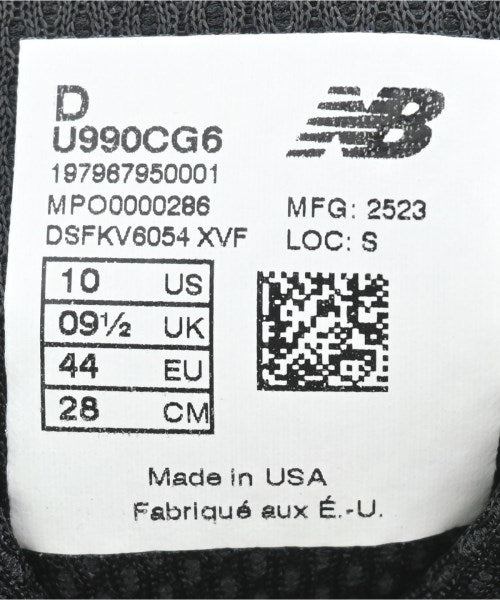 D
U990CG6
197967950001
MPO0000286
DSFKV6054 XVF
NB
MFG: 2523
LOC: S
10 US
09½ UK
44 EU
28 CM
Made in USA
Fabriqué aux É.-U.